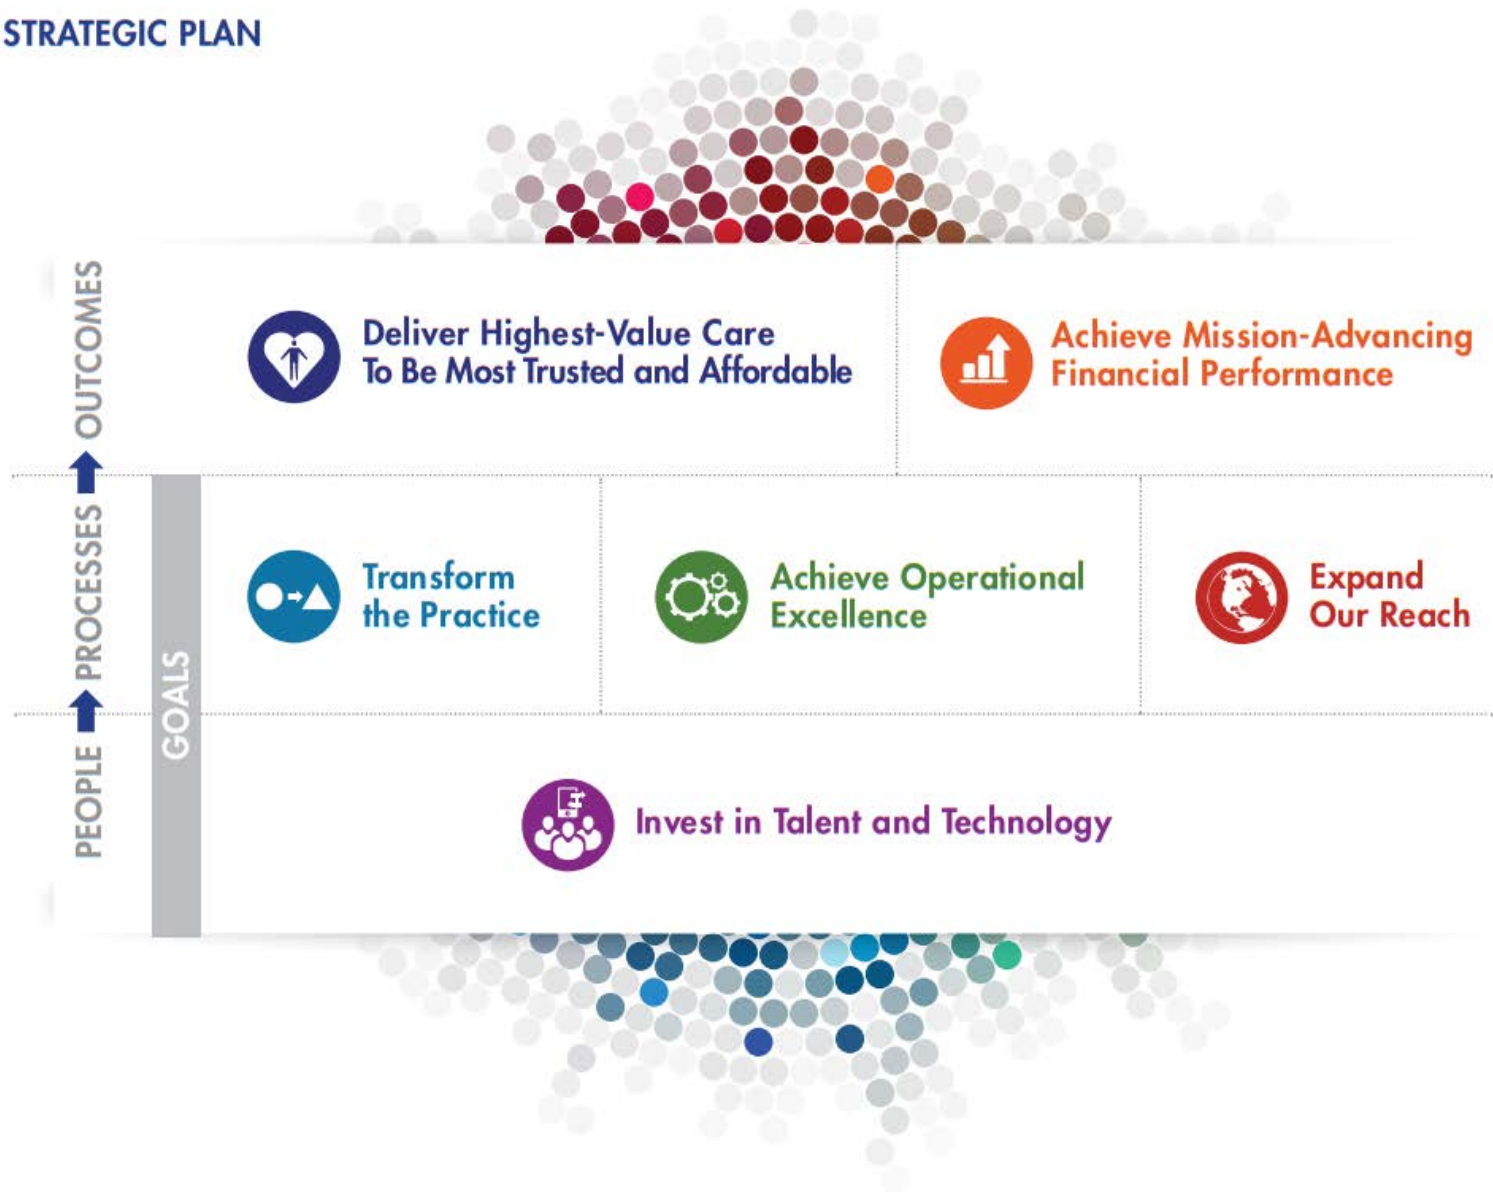 STRATEGIC PLAN
OUTCOMES
Deliver Highest-Value Care
To Be Most Trusted and Affordable
Achieve Mission-Advancing
Financial Performance
PROCESSES
GOALS
Transform
the Practice
Achieve Operational
Excellence
Expand
Our Reach
PEOPLE
Invest in Talent and Technology